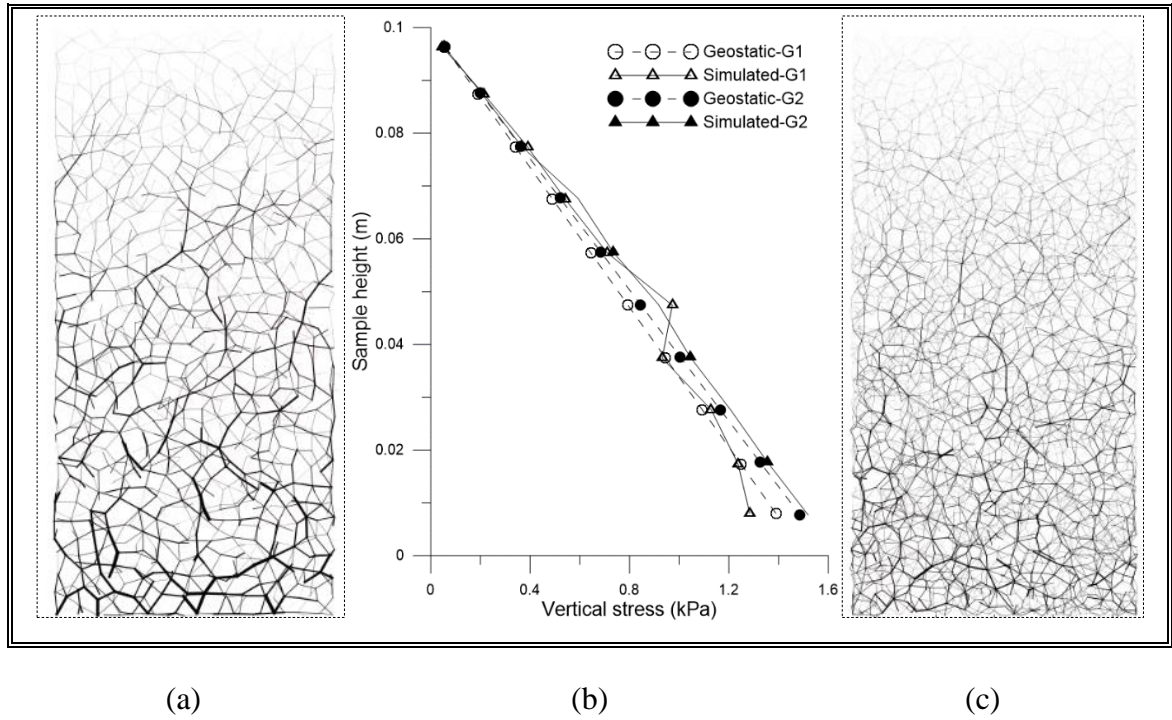 0.1
0.08
0.06
0.04
0.02
0
Sample height (m)
0
0.4
0.8
1.2
1.6
Vertical stress (kPa)
Geostatic-G1
Simulated-G1
Geostatic-G2
Simulated-G2
(a)
(b)
(c)